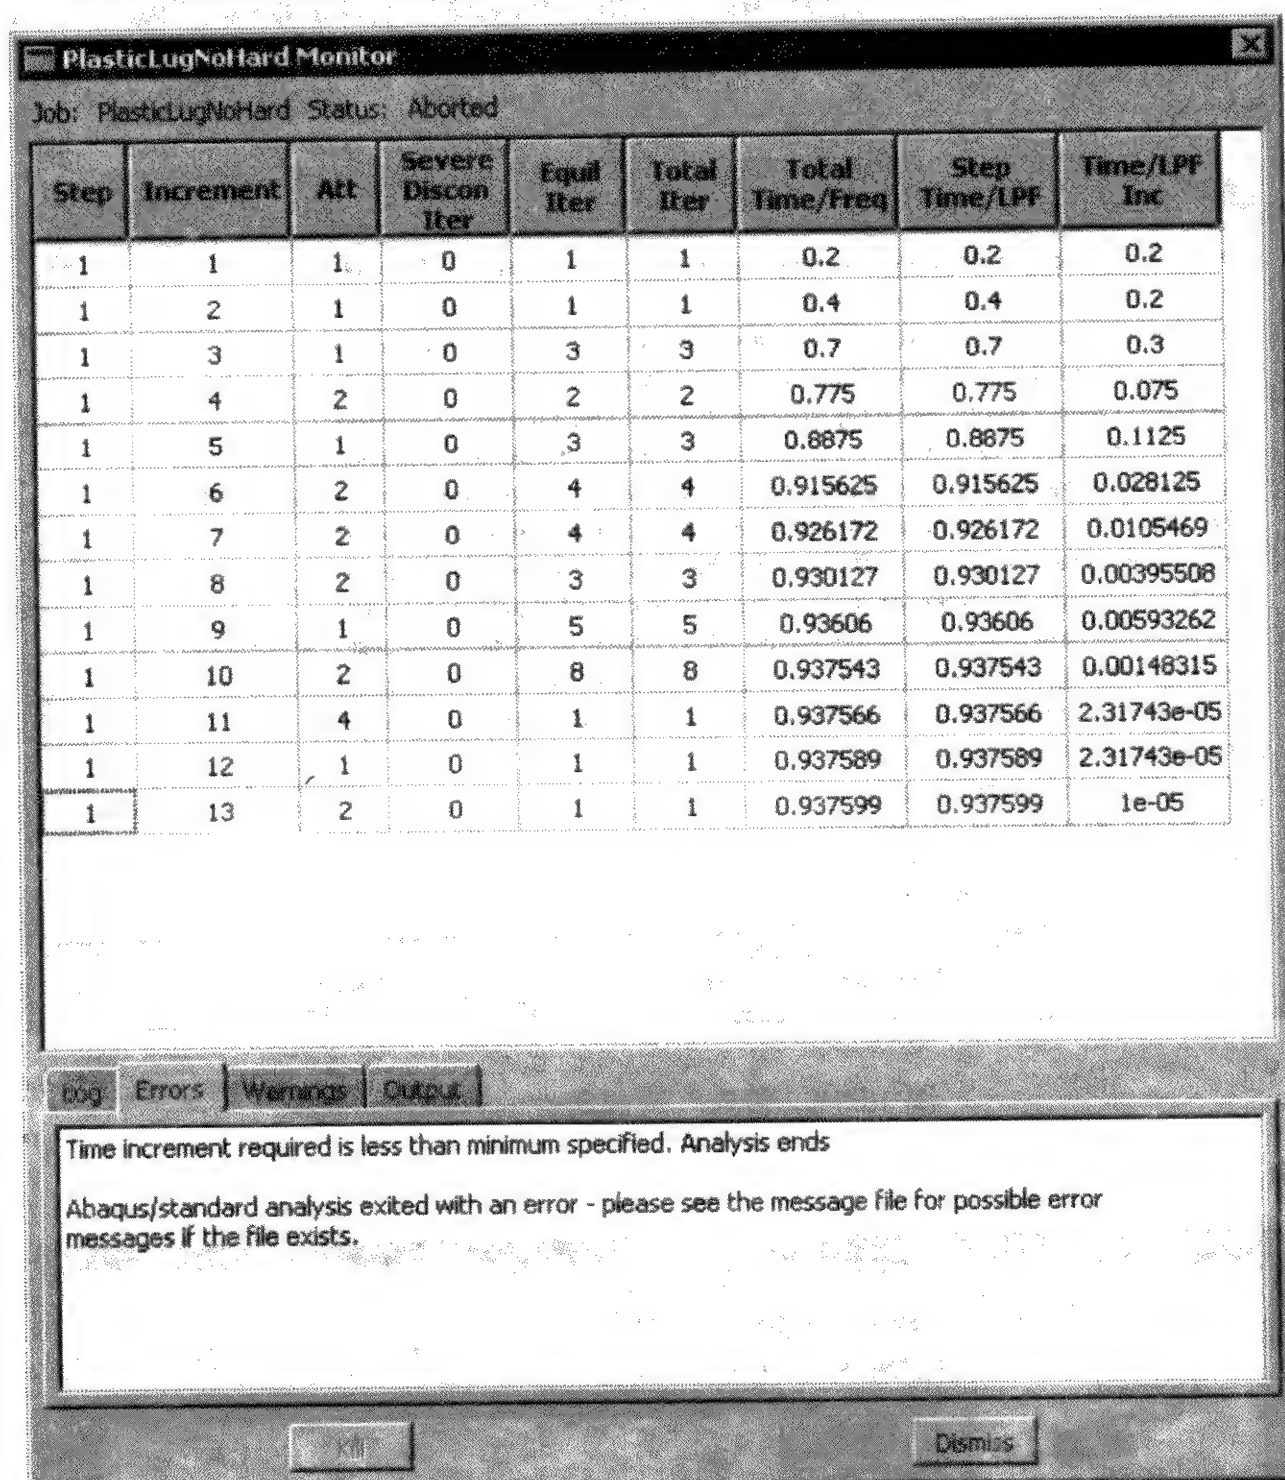 PlasticLugNoHard Monitor
Job: PlasticLugNoHard Status: Aborted
Step Increment Att Severe Discon Iter Equil Iter Total Iter Total Time/Freq Step Time/LPF Time/LPF Inc
1 1 1 0 1 1 0.2 0.2 0.2
1 2 1 0 1 1 0.4 0.4 0.2
1 3 1 0 3 3 0.7 0.7 0.3
1 4 2 0 2 2 0.775 0.775 0.075
1 5 1 0 3 3 0.8875 0.8875 0.1125
1 6 2 0 4 4 0.915625 0.915625 0.028125
1 7 2 0 4 4 0.926172 0.926172 0.0105469
1 8 2 0 3 3 0.930127 0.930127 0.00395508
1 9 1 0 5 5 0.93606 0.93606 0.00593262
1 10 2 0 8 8 0.937543 0.937543 0.00148315
1 11 4 0 1 1 0.937566 0.937566 2.31743e-05
1 12 1 0 1 1 0.937589 0.937589 2.31743e-05
1 13 2 0 1 1 0.937599 0.937599 1e-05
Log Errors Warnings Output
Time increment required is less than minimum specified. Analysis ends
Abaqus/standard analysis exited with an error - please see the message file for possible error
messages if the file exists.
Kill Dismiss